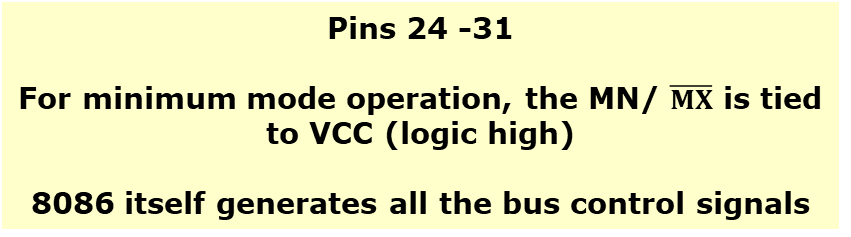 Pins 24 -31
For minimum mode operation, the MN/ M̅X̅ is tied
to VCC (logic high)
8086 itself generates all the bus control signals